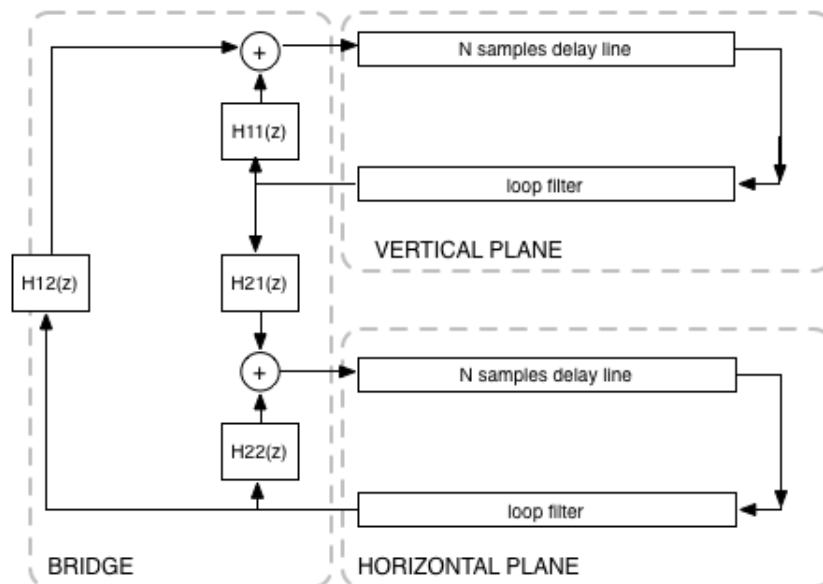 N samples delay line
H11(z)
loop filter
VERTICAL PLANE
H12(z)
H21(z)
N samples delay line
H22(z)
loop filter
BRIDGE
HORIZONTAL PLANE
+
+